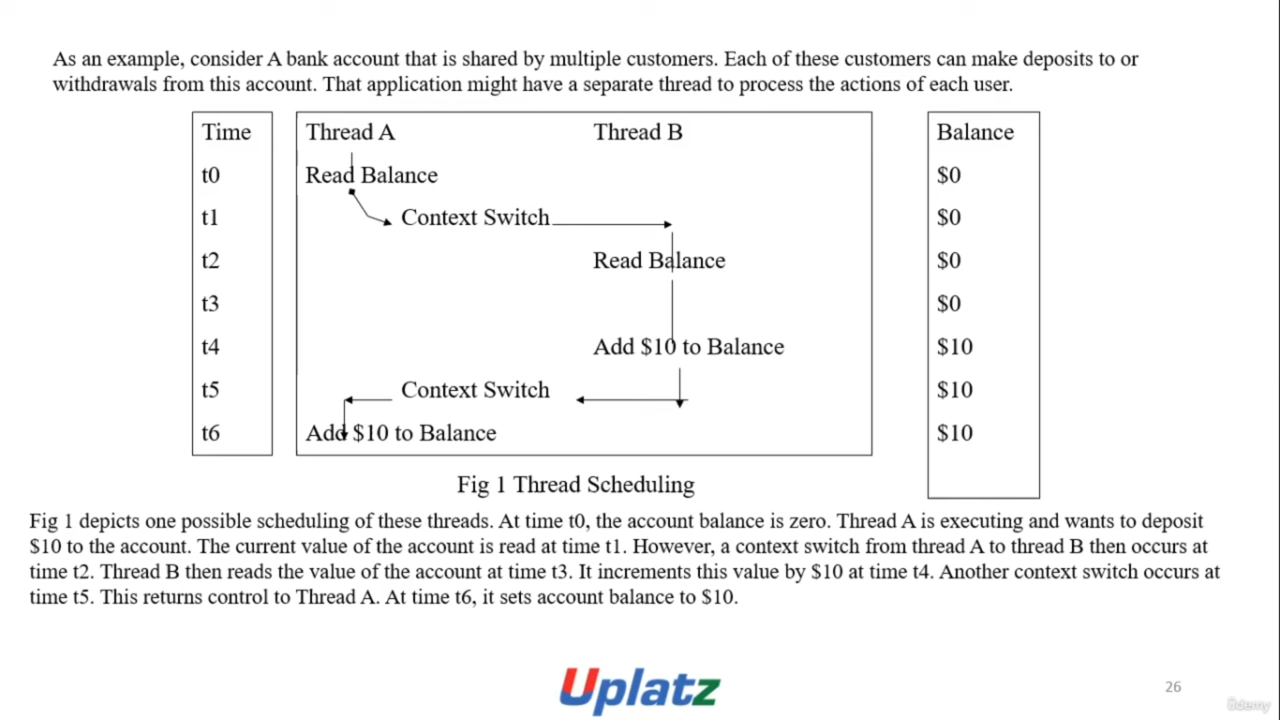 As an example, consider A bank account that is shared by multiple customers. Each of these customers can make deposits to or
withdrawals from this account. That application might have a separate thread to process the actions of each user.
Time Thread A Thread B Balance
t0 Read Balance $0
t1 Context Switch $0
t2 Read Balance $0
t3 $0
t4 Add $10 to Balance $10
t5 Context Switch $10
t6 Add $10 to Balance $10
Fig 1 Thread Scheduling
Fig 1 depicts one possible scheduling of these threads. At time t0, the account balance is zero. Thread A is executing and wants to deposit
$10 to the account. The current value of the account is read at time t1. However, a context switch from thread A to thread B then occurs at
time t2. Thread B then reads the value of the account at time t3. It increments this value by $10 at time t4. Another context switch occurs at
time t5. This returns control to Thread A. At time t6, it sets account balance to $10.
Uplatz
26
ûdemy